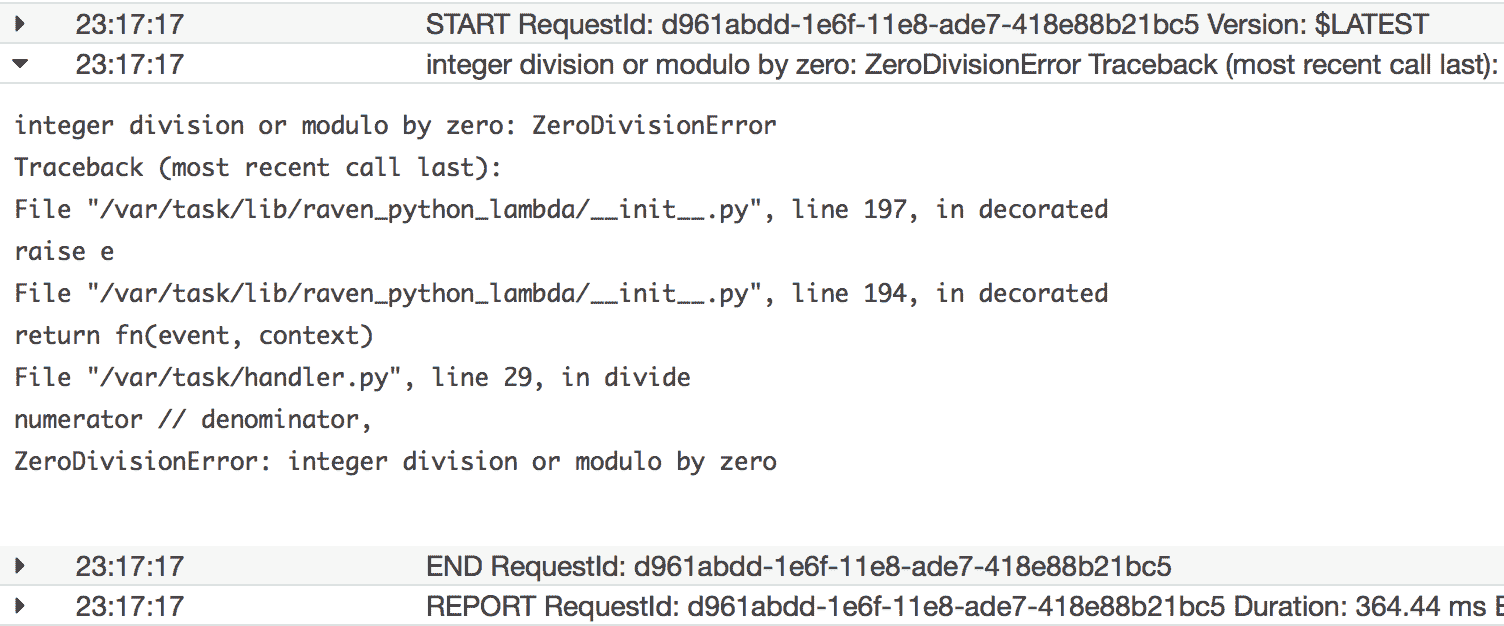 23:17:17 START RequestId: d961abdd-1e6f-11e8-ade7-418e88b21bc5 Version: $LATEST
23:17:17 integer division or modulo by zero: ZeroDivisionError Traceback (most recent call last):
integer division or modulo by zero: ZeroDivisionError
Traceback (most recent call last):
File "/var/task/lib/raven_python_lambda/__init__.py", line 197, in decorated
raise e
File "/var/task/lib/raven_python_lambda/__init__.py", line 194, in decorated
return fn(event, context)
File "/var/task/handler.py", line 29, in divide
numerator // denominator,
ZeroDivisionError: integer division or modulo by zero
23:17:17 END RequestId: d961abdd-1e6f-11e8-ade7-418e88b21bc5
23:17:17 REPORT RequestId: d961abdd-1e6f-11e8-ade7-418e88b21bc5 Duration: 364.44 ms